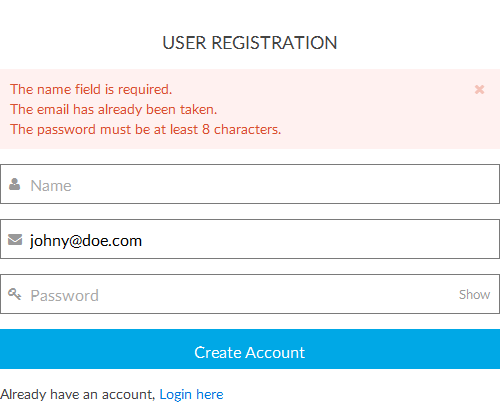 USER REGISTRATION
The name field is required.
The email has already been taken.
The password must be at least 8 characters.
Name
johny@doe.com
Password Show
Create Account
Already have an account, Login here